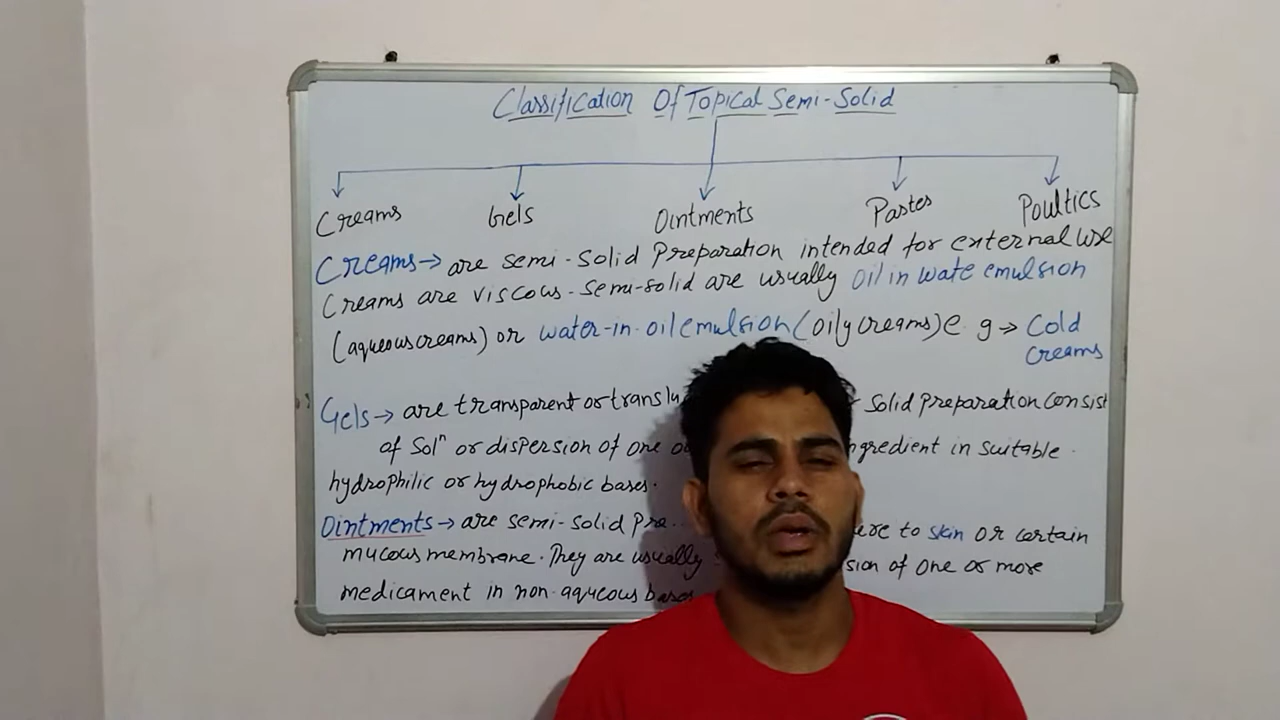 Classification Of Topical Semi-Solid
Creams Gels Ointments Pastes Poultics
Creams → are semi-solid Preparation intended for external use
Creams are viscous-semi-solid are usually oil in wate emulsion
(aqueous creams) or water-in-oil emulsion (oily creams) e.g → Cold
Creams
Gels → are transparent or translu Solid preparation consist
of Solⁿ or dispersion of one ngredient in suitable
hydrophilic or hydrophobic bases.
Ointments → are semi-solid Pre ere to skin or certain
mucous membrane. They are usually sion of one or more
medicament in non-aqueous bases